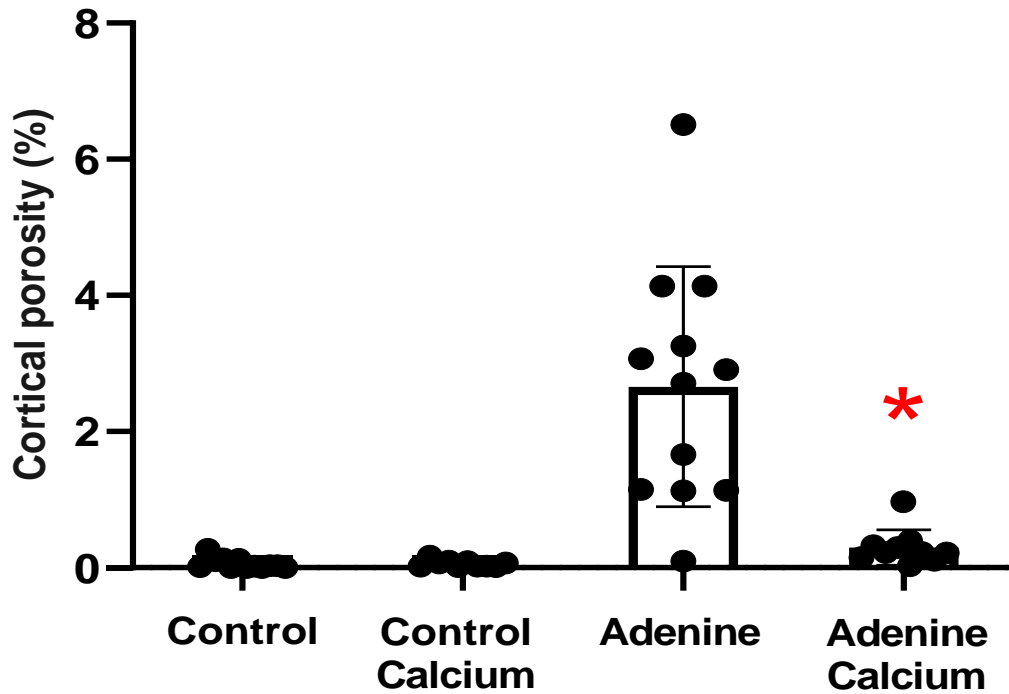 Cortical porosity (%)
8
6
4
2
0
*
Control
Control
Calcium
Adenine
Adenine
Calcium